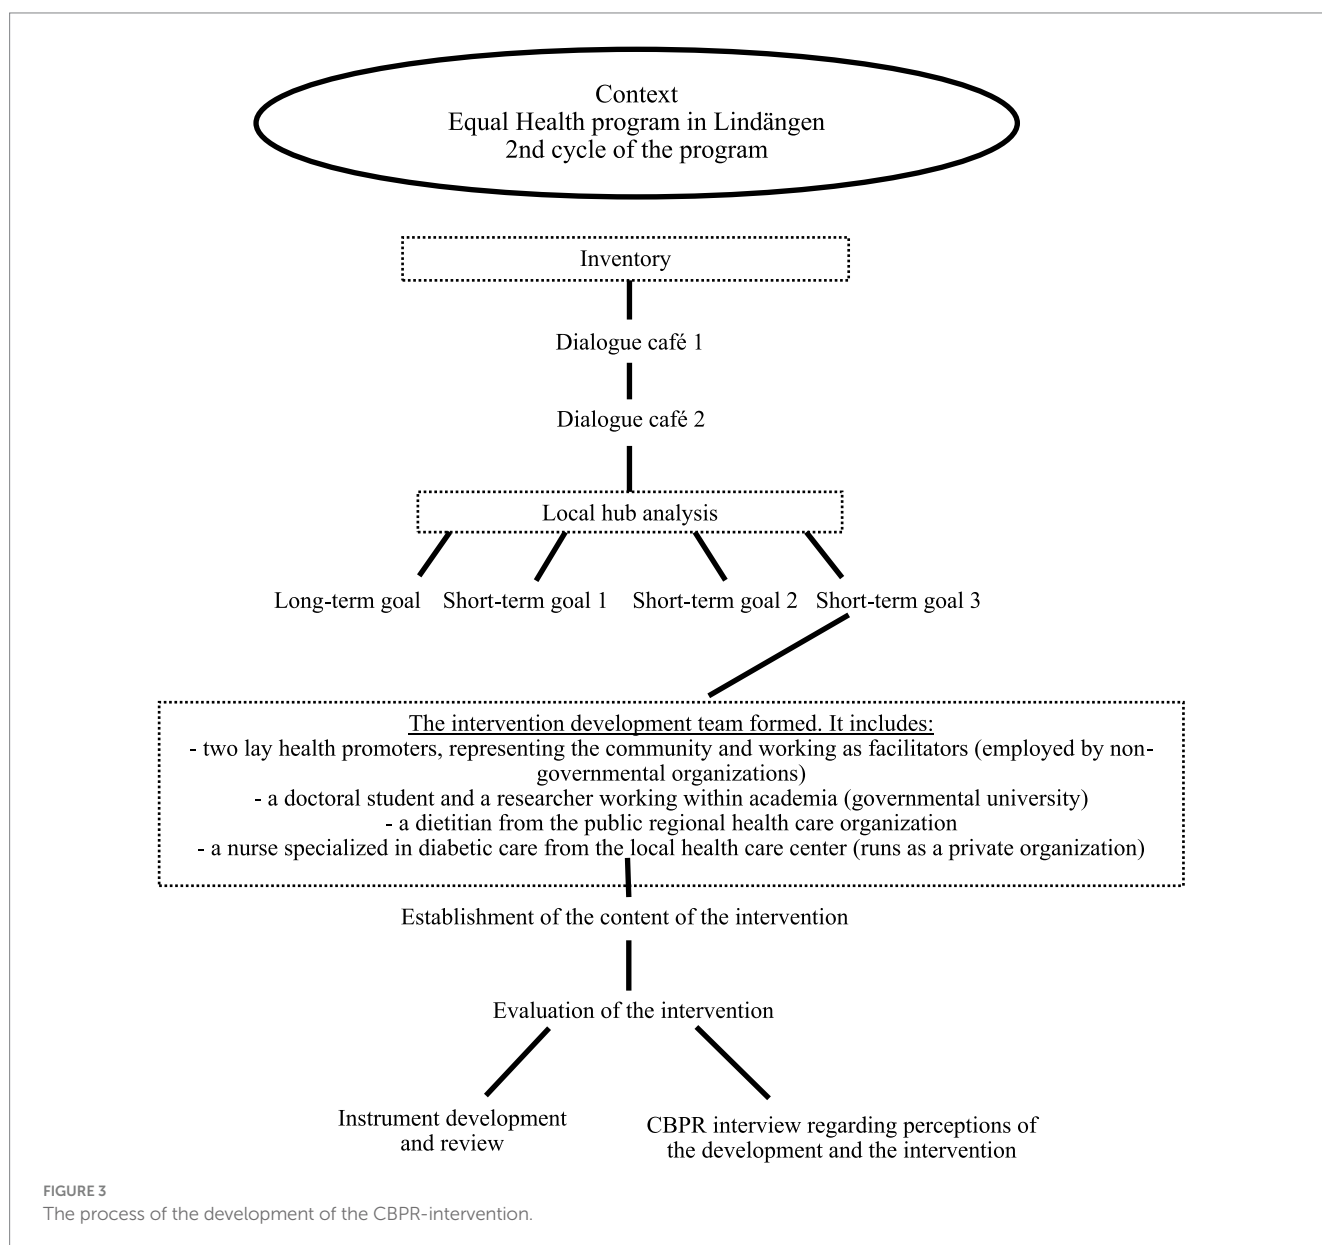 Context
Equal Health program in Lindängen
2nd cycle of the program
Inventory
Dialogue café 1
Dialogue café 2
Local hub analysis
Long-term goal Short-term goal 1 Short-term goal 2 Short-term goal 3
The intervention development team formed. It includes:
- two lay health promoters, representing the community and working as facilitators (employed by non-
governmental organizations)
- a doctoral student and a researcher working within academia (governmental university)
- a dietitian from the public regional health care organization
- a nurse specialized in diabetic care from the local health care center (runs as a private organization)
Establishment of the content of the intervention
Evaluation of the intervention
Instrument development
and review
CBPR interview regarding perceptions of
the development and the intervention
FIGURE 3
The process of the development of the CBPR-intervention.